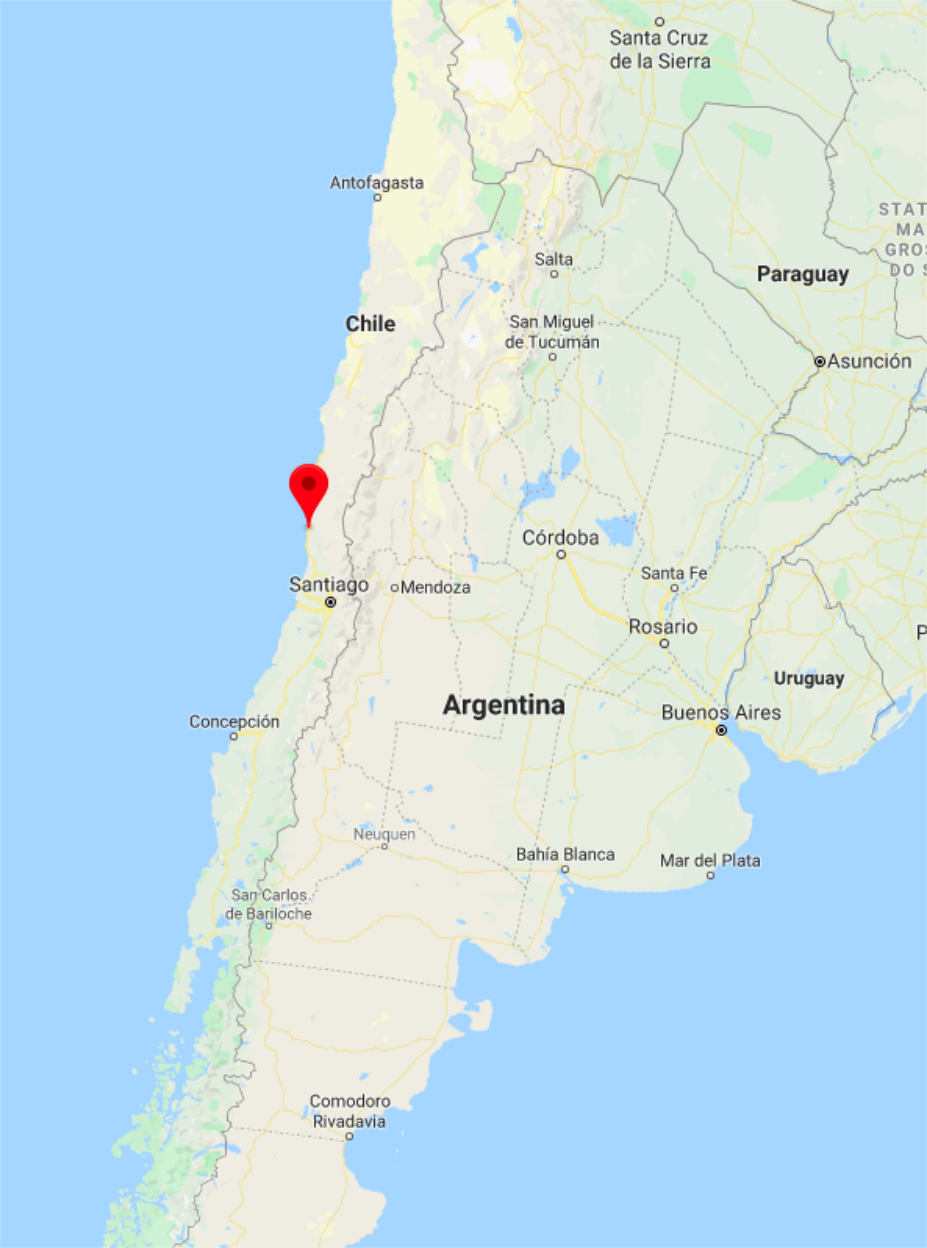 Santa Cruz
de la Sierra
Antofagasta
STAT
MA
GROS
DO S
Salta
Paraguay
Chile
San Miguel
de Tucumán
Asunción
Córdoba
Santa Fe
Santiago
Mendoza
Rosario
P
Uruguay
Argentina
Buenos Aires
Concepción
Neuquen
Bahía Blanca
Mar del Plata
San Carlos
de Bariloche
Comodoro
Rivadavia